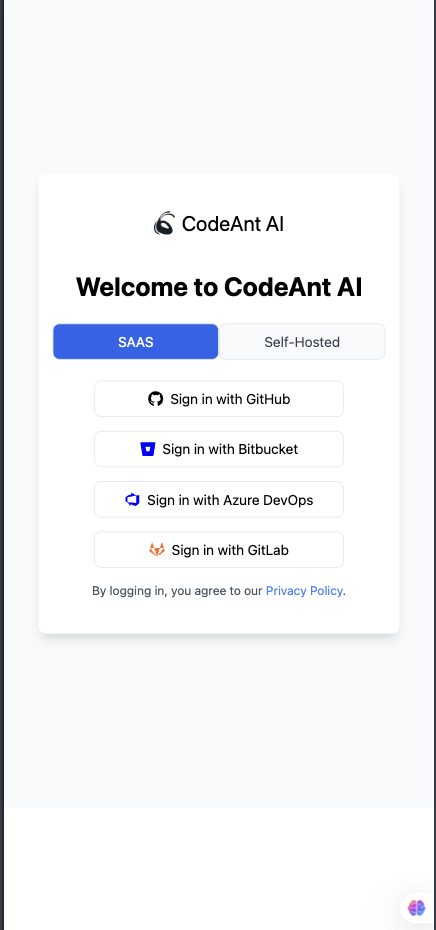 CodeAnt AI
Welcome to CodeAnt AI
SAAS
Self-Hosted
Sign in with GitHub
Sign in with Bitbucket
Sign in with Azure DevOps
Sign in with GitLab
By logging in, you agree to our Privacy Policy.